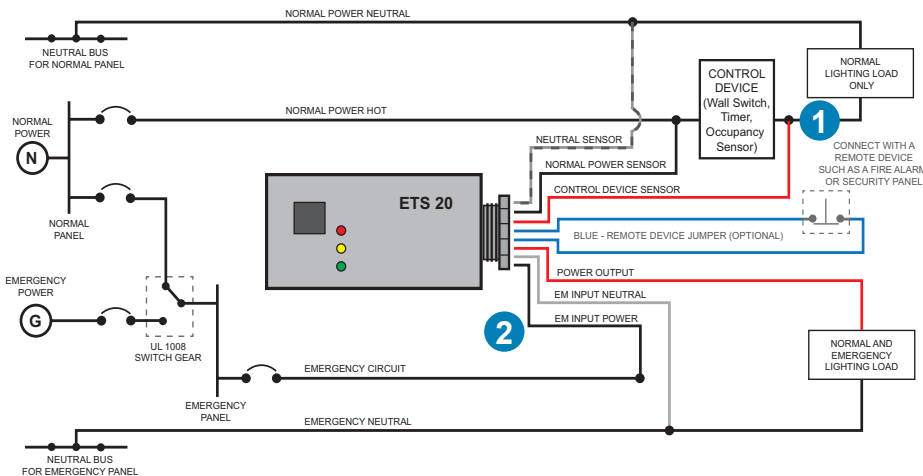 NORMAL POWER NEUTRAL
NEUTRAL BUS
FOR NORMAL PANEL
NORMAL
LIGHTING LOAD
ONLY
CONTROL
DEVICE
(Wall Switch,
Timer,
Occupancy
Sensor)
1
NORMAL POWER HOT
NORMAL
POWER
N
NEUTRAL SENSOR
NORMAL POWER SENSOR
CONTROL DEVICE SENSOR
CONNECT WITH A
REMOTE DEVICE
SUCH AS A FIRE ALARM
OR SECURITY PANEL
ETS 20
NORMAL
PANEL
BLUE - REMOTE DEVICE JUMPER (OPTIONAL)
POWER OUTPUT
EM INPUT NEUTRAL
EM INPUT POWER
2
EMERGENCY
POWER
G
UL 1008
SWITCH GEAR
NORMAL AND
EMERGENCY
LIGHTING LOAD
EMERGENCY CIRCUIT
EMERGENCY
PANEL
EMERGENCY NEUTRAL
NEUTRAL BUS
FOR EMERGENCY PANEL